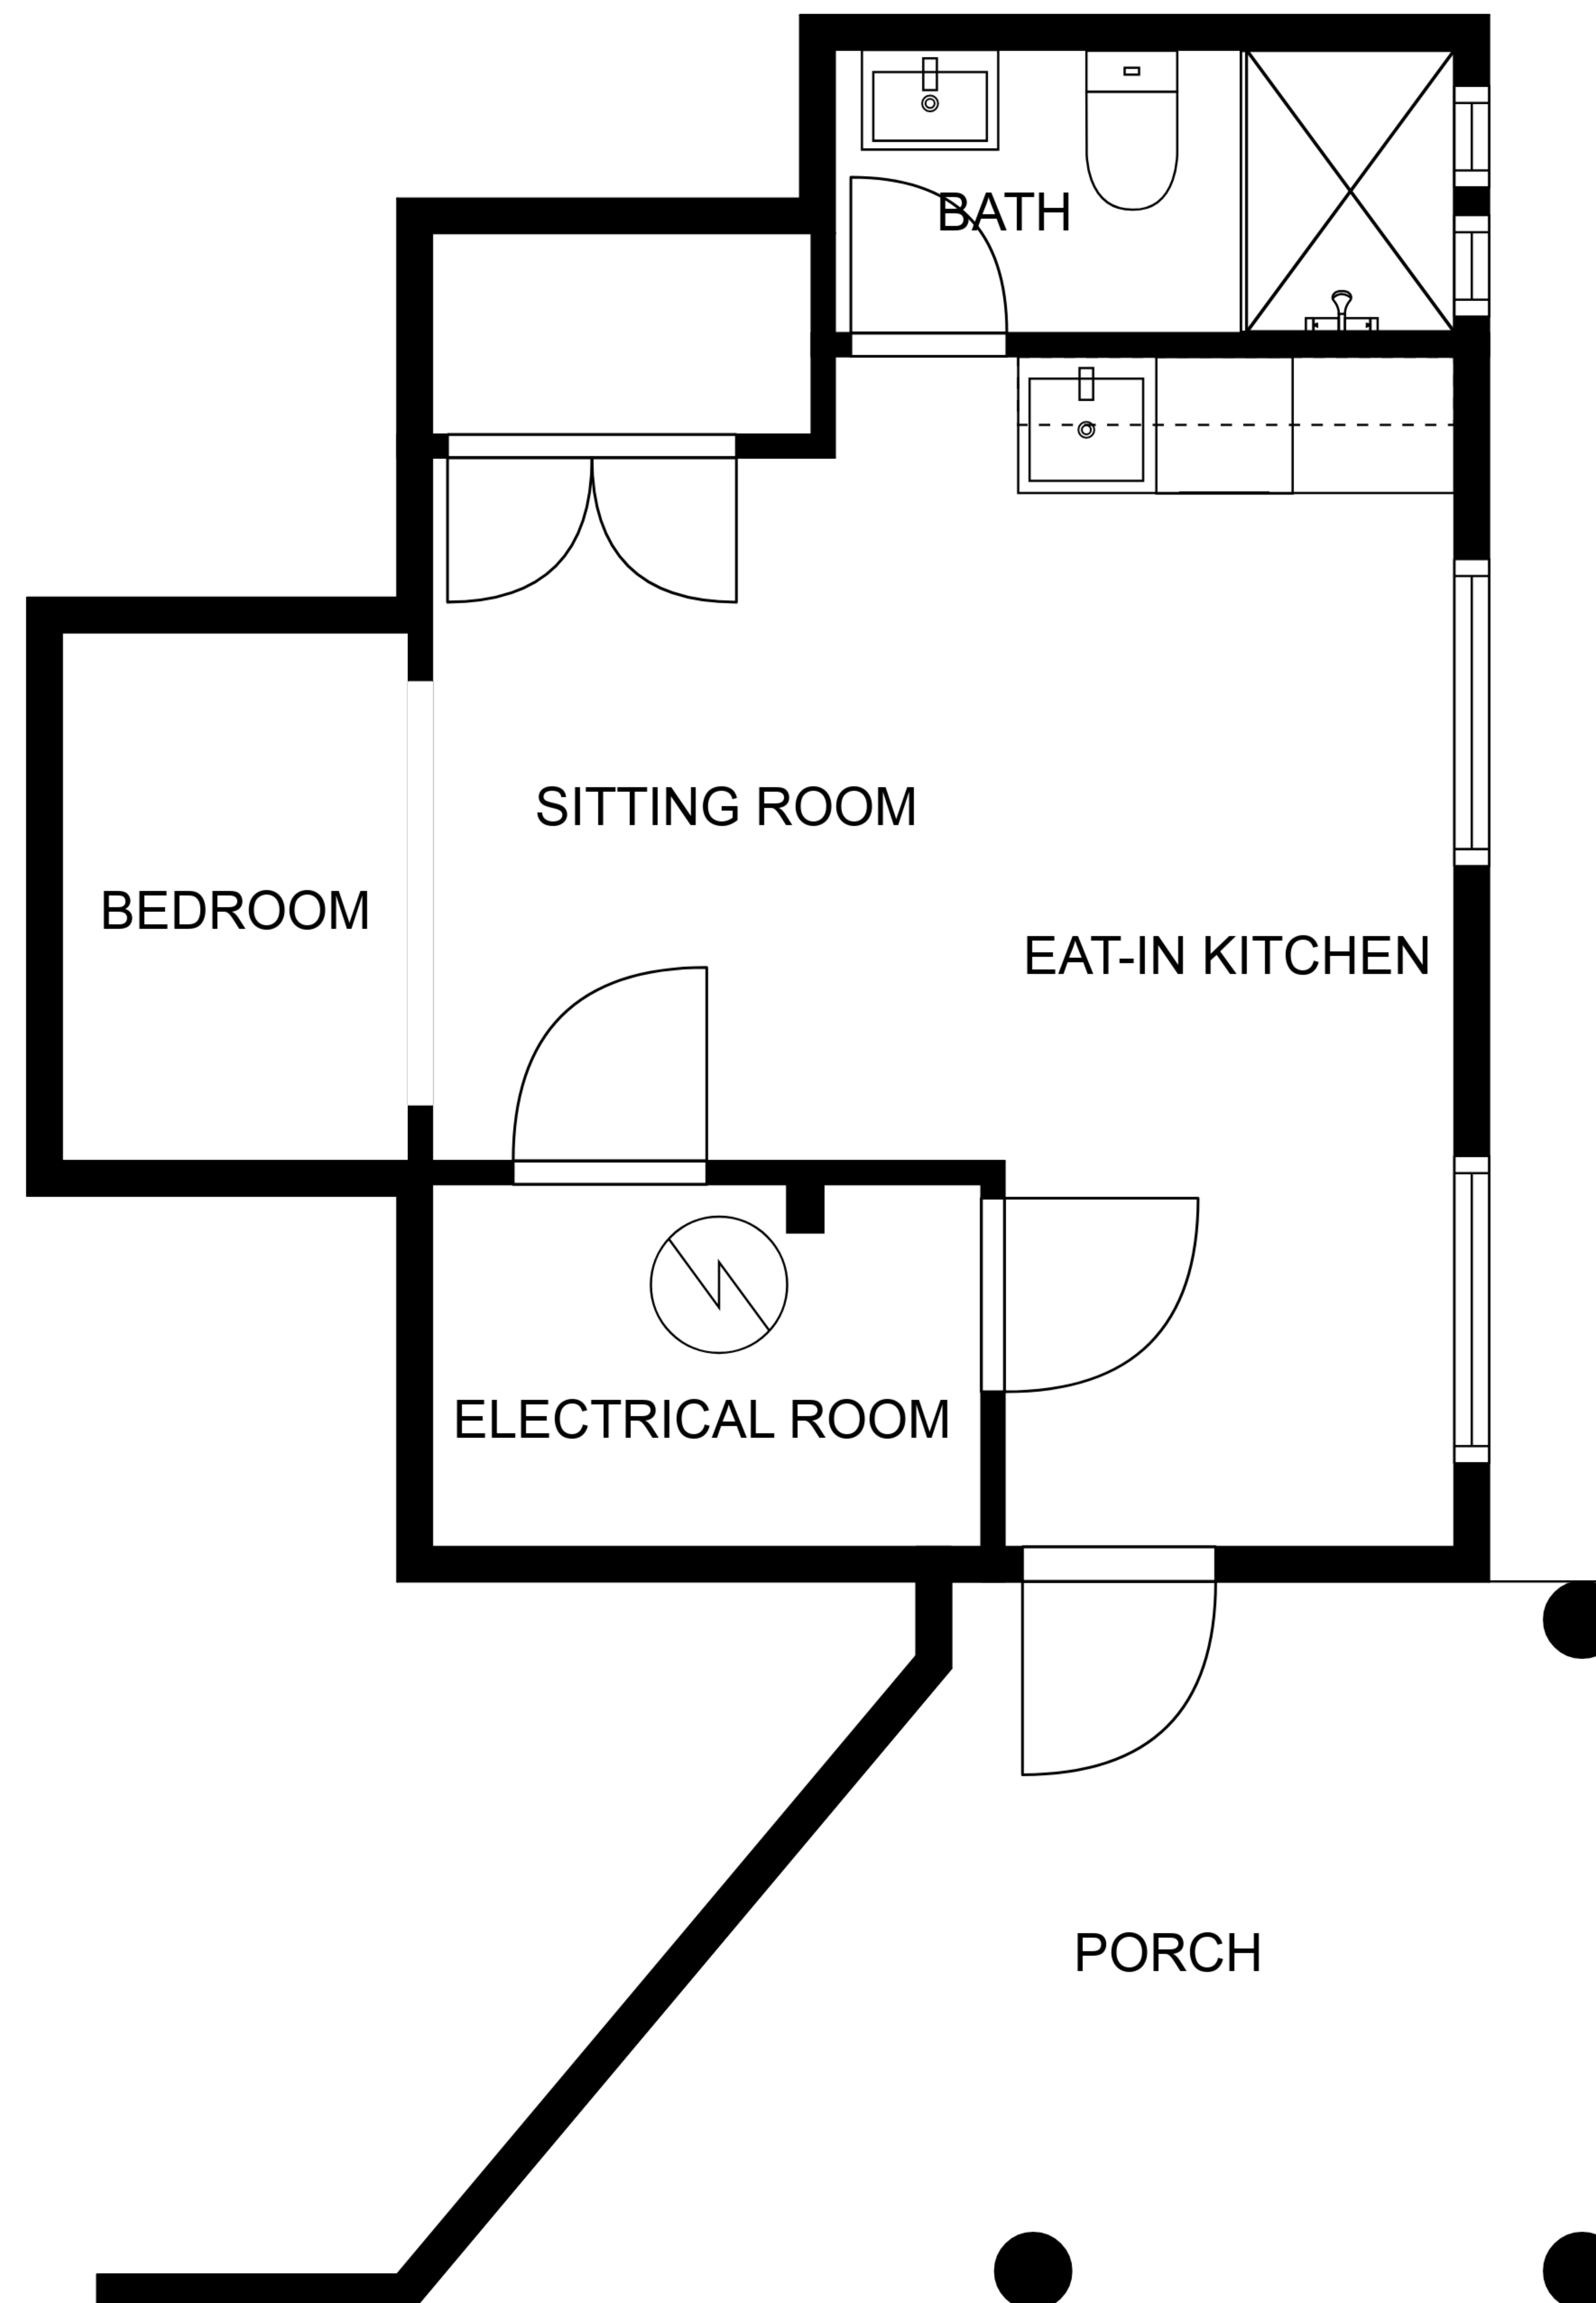 BATH
SITTING ROOM
BEDROOM
EAT-IN KITCHEN
ELECTRICAL ROOM
PORCH